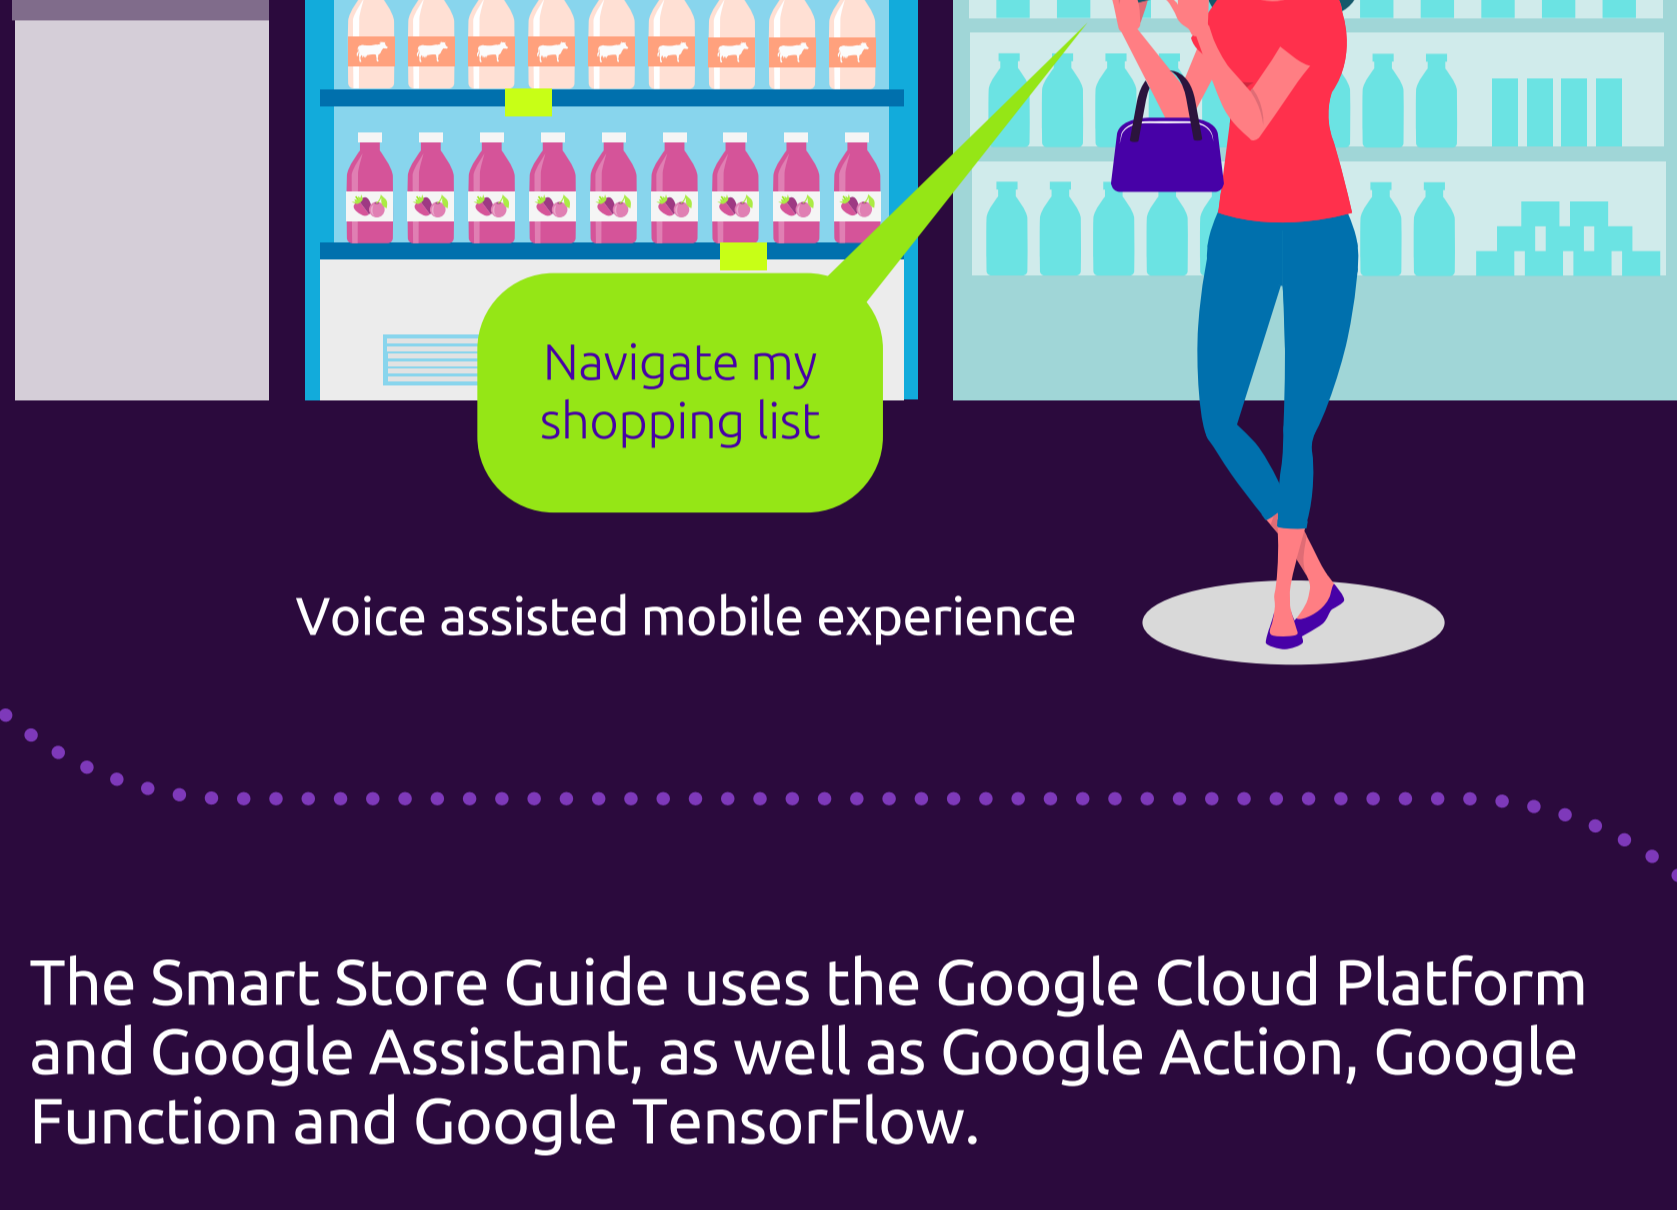 Navigate my
shopping list
Voice assisted mobile experience
The Smart Store Guide uses the Google Cloud Platform
and Google Assistant, as well as Google Action, Google
Function and Google TensorFlow.